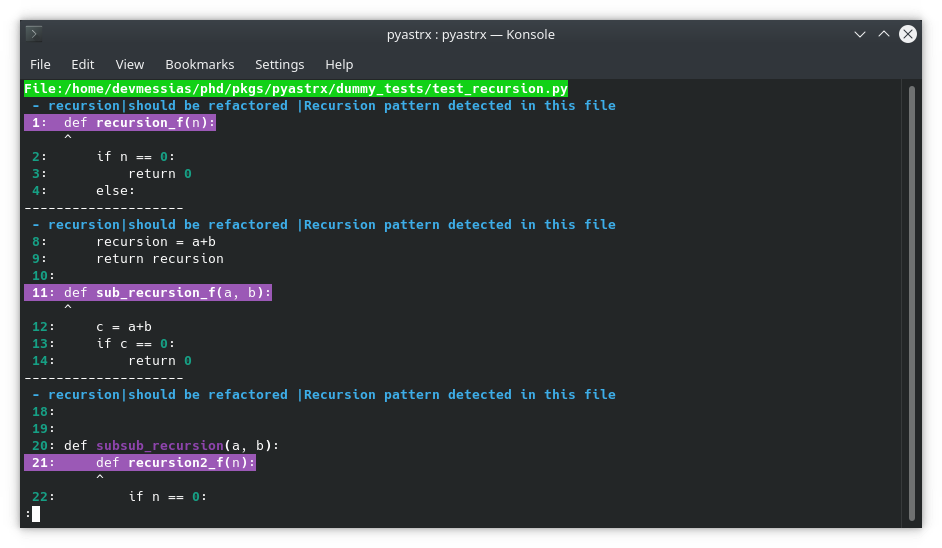 pyastrx : pyastrx — Konsole
File Edit View Bookmarks Settings Help
File:/home/devmessias/phd/pkgs/pyastrx/dummy_tests/test_recursion.py
 - recursion|should be refactored |Recursion pattern detected in this file
 1:  def recursion_f(n):
     ^
 2:      if n == 0:
 3:          return 0
 4:      else:
--------------------
 - recursion|should be refactored |Recursion pattern detected in this file
 8:      recursion = a+b
 9:      return recursion
 10:
 11: def sub_recursion_f(a, b):
     ^
 12:     c = a+b
 13:     if c == 0:
 14:         return 0
--------------------
 - recursion|should be refactored |Recursion pattern detected in this file
 18:
 19:
 20: def subsub_recursion(a, b):
 21:     def recursion2_f(n):
         ^
 22:         if n == 0:
: